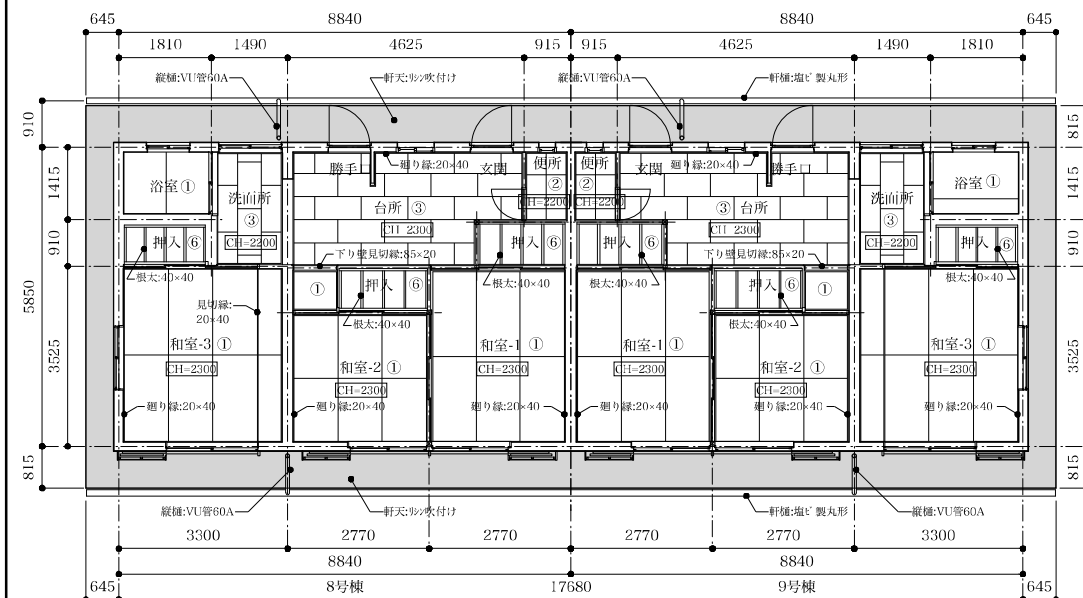 645 8840 8840 645
1810 1490 4625 915 915 4625 1490 1810
縦樋:VU管60A 軒天:リシン吹付け 縦樋:VU管60A 軒樋:塩ビ製丸形
910 815
勝手口 廻り縁:20×40 玄関 便所 便所 玄関 廻り縁:20×40 勝手口
浴室① 洗面所 ② ② 洗面所 浴室①
1415 1415
③ 台所 ③ CH=2200 CH=2200 ③ 台所 ③
CH=2200 CH=2300 CH=2300 CH=2200
910 押入⑥ 押入⑥ 押入⑥ 押入⑥ 910
下り壁見切縁:85×20 下り壁見切縁:85×20
根太:40×40 根太:40×40 根太:40×40 根太:40×40
① 押入⑥ 押入⑥ ①
見切縁:
20×40
根太:40×40 根太:40×40
5850
3525 3525
和室-3① 和室-2① 和室-1① 和室-1① 和室-2① 和室-3①
CH=2300 CH=2300 CH=2300 CH=2300 CH=2300 CH=2300
廻り縁:20×40 廻り縁:20×40 廻り縁:20×40 廻り縁:20×40 廻り縁:20×40 廻り縁:20×40
815 815
縦樋:VU管60A 軒天:リシン吹付け 軒樋:塩ビ製丸形 縦樋:VU管60A
3300 2770 2770 2770 2770 3300
8840 8840
645 8号棟 17680 9号棟 645